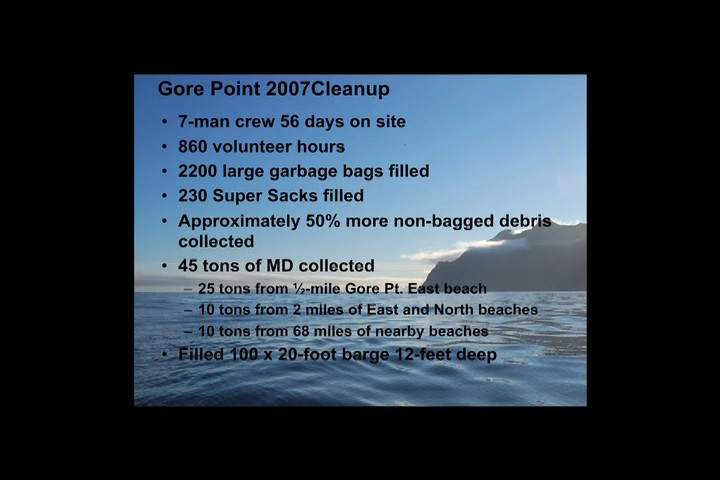 Gore Point 2007Cleanup
• 7-man crew 56 days on site
• 860 volunteer hours
• 2200 large garbage bags filled
• 230 Super Sacks filled
• Approximately 50% more non-bagged debris
collected
• 45 tons of MD collected
– 25 tons from ½-mile Gore Pt. East beach
– 10 tons from 2 miles of East and North beaches
– 10 tons from 68 miles of nearby beaches
• Filled 100 x 20-foot barge 12-feet deep